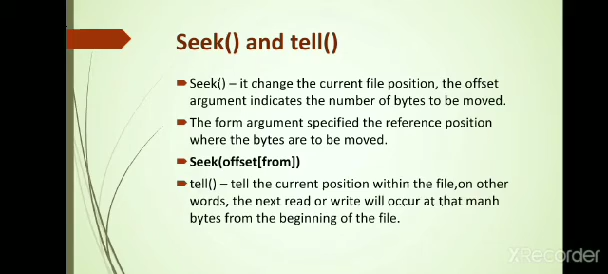 Seek() and tell()
Seek() – it change the current file position, the offset
argument indicates the number of bytes to be moved.
The form argument specified the reference position
where the bytes are to be moved.
Seek(offset[from])
tell() – tell the current position within the file,on other
words, the next read or write will occur at that manh
bytes from the beginning of the file.
XRecorder